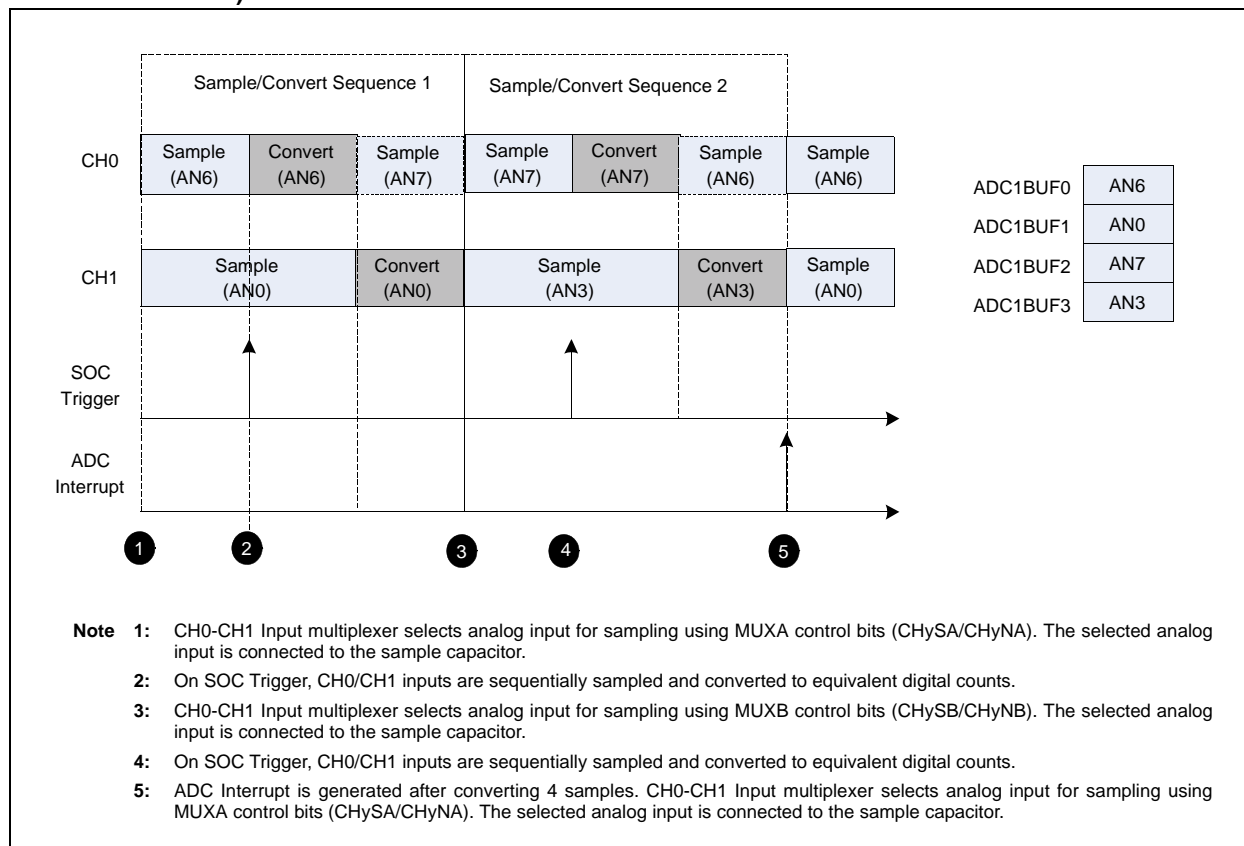 )
Sample/Convert Sequence 1
Sample/Convert Sequence 2
CH0
Sample
(AN6)
Convert
(AN6)
Sample
(AN7)
Sample
(AN7)
Convert
(AN7)
Sample
(AN6)
Sample
(AN6)
CH1
Sample
(AN0)
Convert
(AN0)
Sample
(AN3)
Convert
(AN3)
Sample
(AN0)
ADC1BUF0 AN6
ADC1BUF1 AN0
ADC1BUF2 AN7
ADC1BUF3 AN3
SOC
Trigger
ADC
Interrupt
1 2 3 4 5
Note 1: CH0-CH1 Input multiplexer selects analog input for sampling using MUXA control bits (CHySA/CHyNA). The selected analog
input is connected to the sample capacitor.
2: On SOC Trigger, CH0/CH1 inputs are sequentially sampled and converted to equivalent digital counts.
3: CH0-CH1 Input multiplexer selects analog input for sampling using MUXB control bits (CHySB/CHyNB). The selected analog
input is connected to the sample capacitor.
4: On SOC Trigger, CH0/CH1 inputs are sequentially sampled and converted to equivalent digital counts.
5: ADC Interrupt is generated after converting 4 samples. CH0-CH1 Input multiplexer selects analog input for sampling using
MUXA control bits (CHySA/CHyNA). The selected analog input is connected to the sample capacitor.